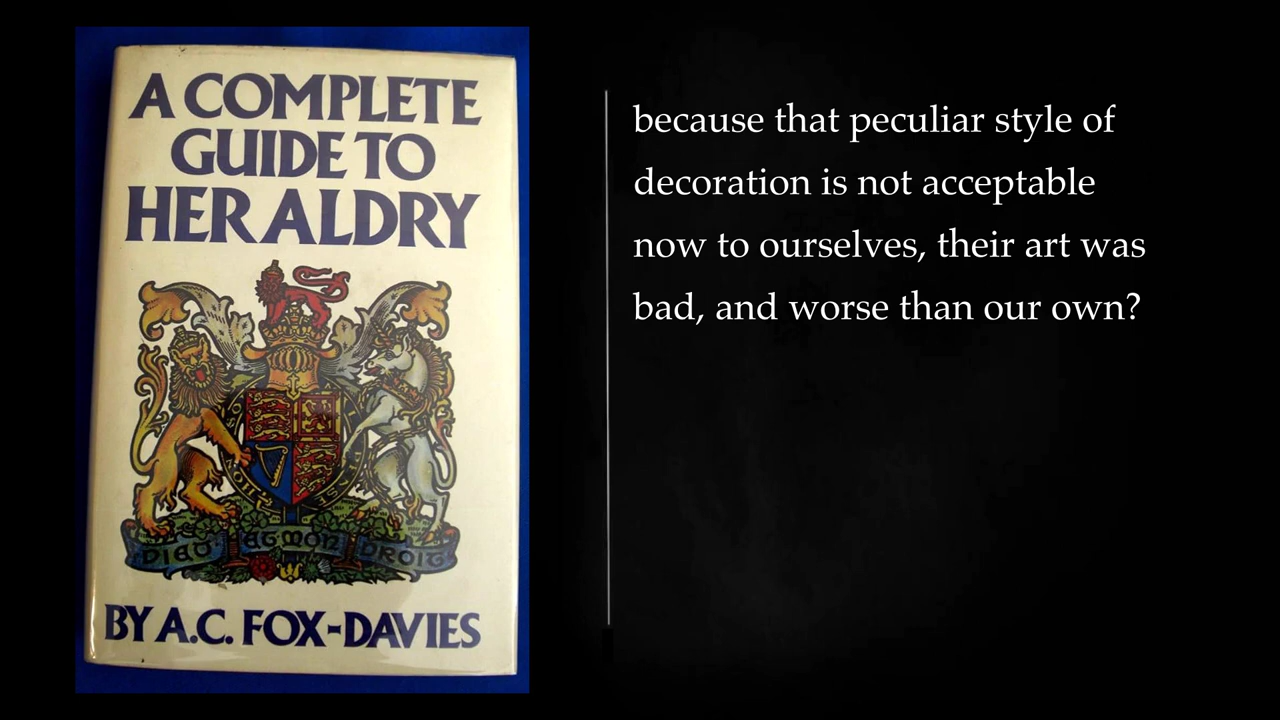 A COMPLETE
GUIDE TO
HERALDRY
DIEU ET MON DROIT
BY A.C. FOX-DAVIES
because that peculiar style of
decoration is not acceptable
now to ourselves, their art was
bad, and worse than our own?